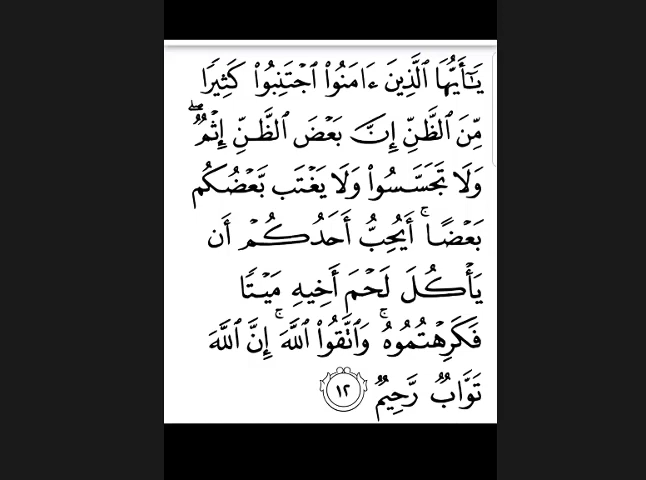 يَـٰٓأَيُّهَا ٱلَّذِينَ ءَامَنُوا۟ ٱجْتَنِبُوا۟ كَثِيرًا
مِّنَ ٱلظَّنِّ إِنَّ بَعْضَ ٱلظَّنِّ إِثْمٌ ۖ
وَلَا تَجَسَّسُوا۟ وَلَا يَغْتَب بَّعْضُكُم
بَعْضًا ۚ أَيُحِبُّ أَحَدُكُمْ أَن
يَأْكُلَ لَحْمَ أَخِيهِ مَيْتًا
فَكَرِهْتُمُوهُ ۚ وَٱتَّقُوا۟ ٱللَّهَ ۚ إِنَّ ٱللَّهَ
تَوَّابٌ رَّحِيمٌ ١٢